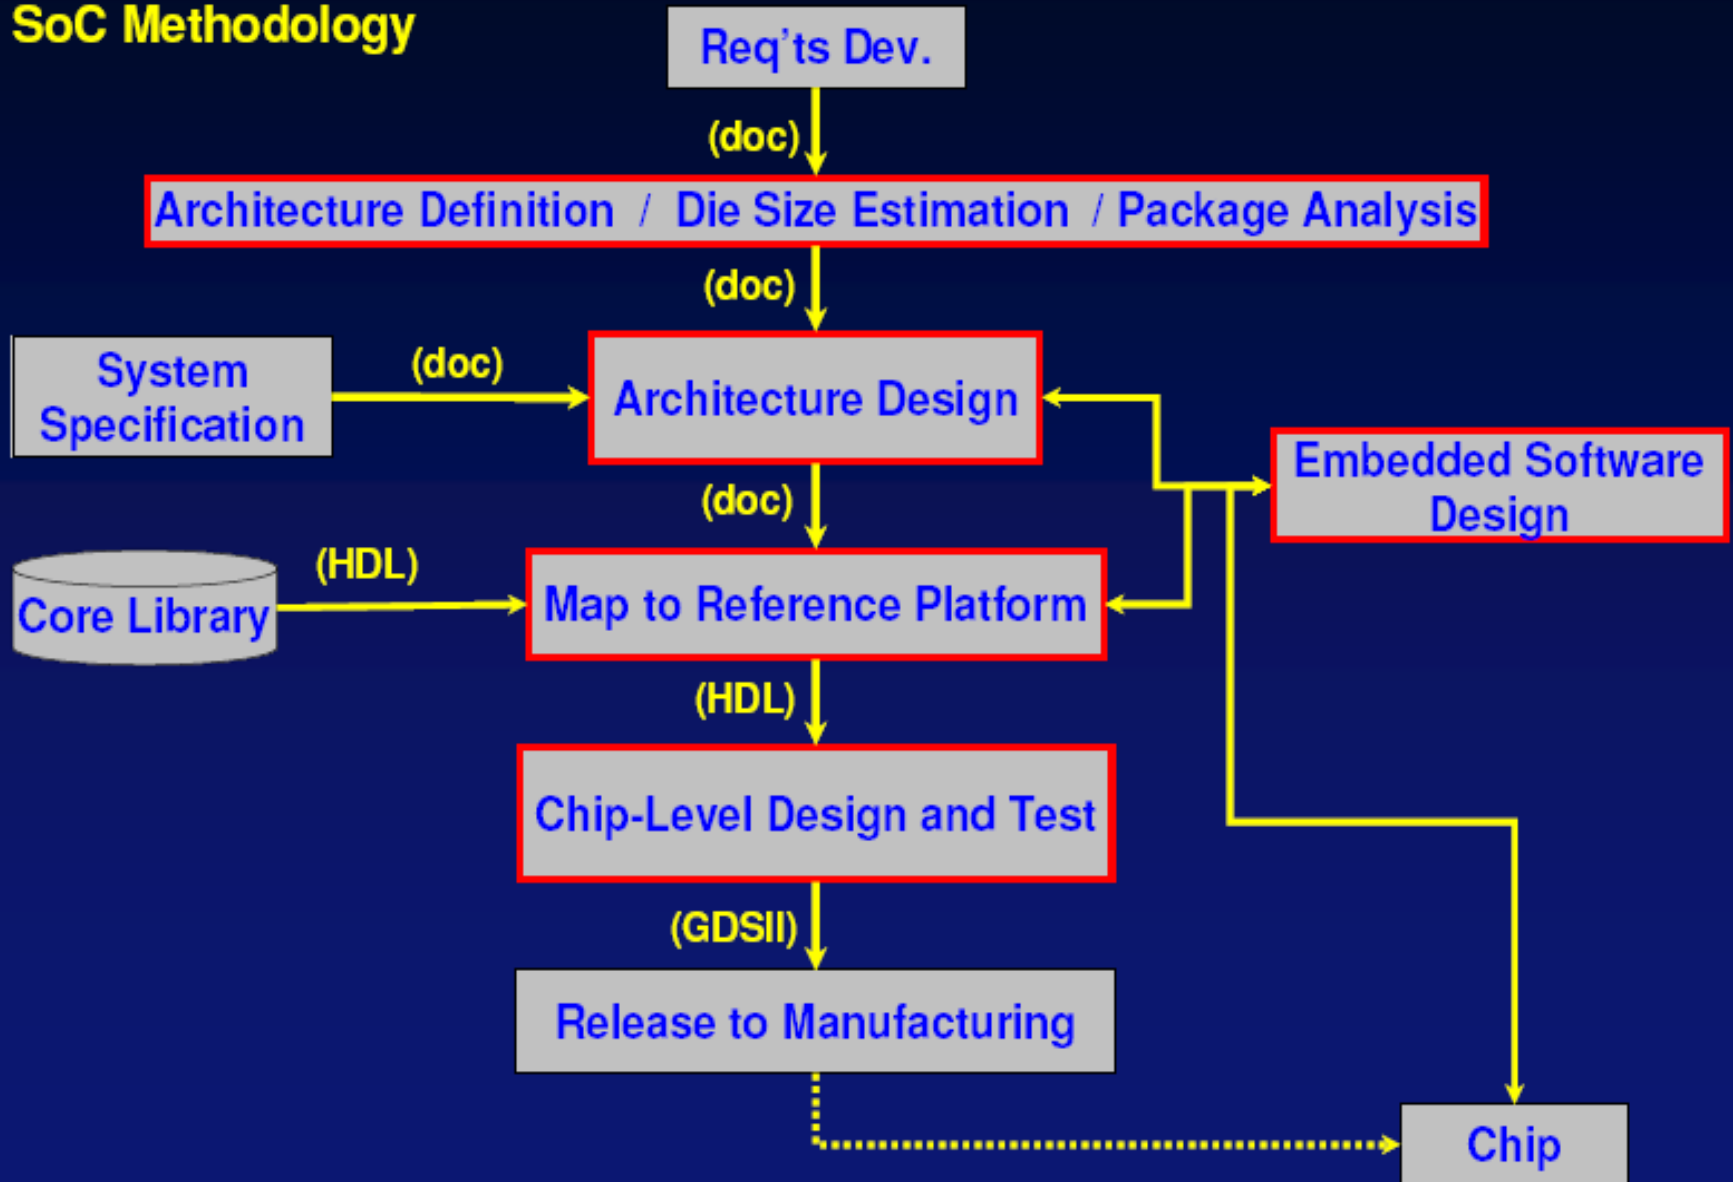 SoC Methodology
Req'ts Dev.
(doc)
Architecture Definition / Die Size Estimation / Package Analysis
(doc)
System
Specification
(doc)
Architecture Design
Embedded Software
Design
(doc)
Core Library
(HDL)
Map to Reference Platform
(HDL)
Chip-Level Design and Test
(GDSII)
Release to Manufacturing
Chip